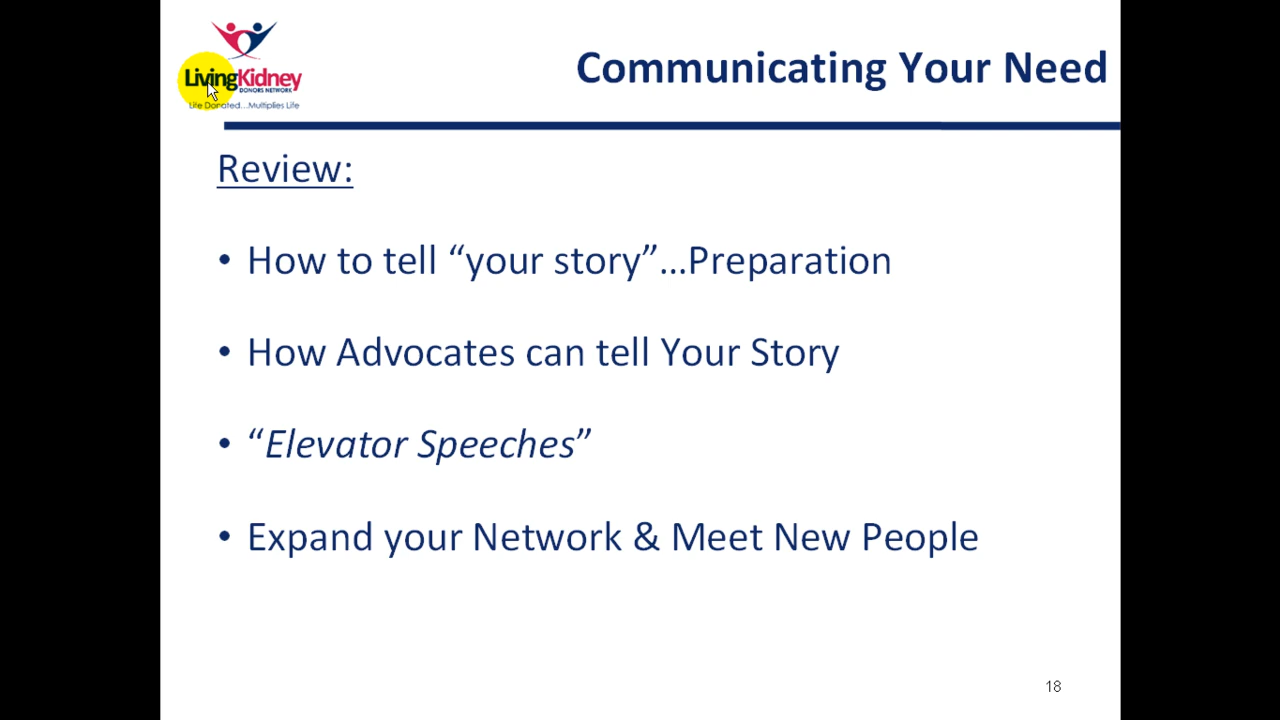 LivingKidney
DONORS NETWORK
Life Donated...Multiplies Life
Communicating Your Need
Review:
• How to tell “your story”...Preparation
• How Advocates can tell Your Story
• “Elevator Speeches”
• Expand your Network & Meet New People
18